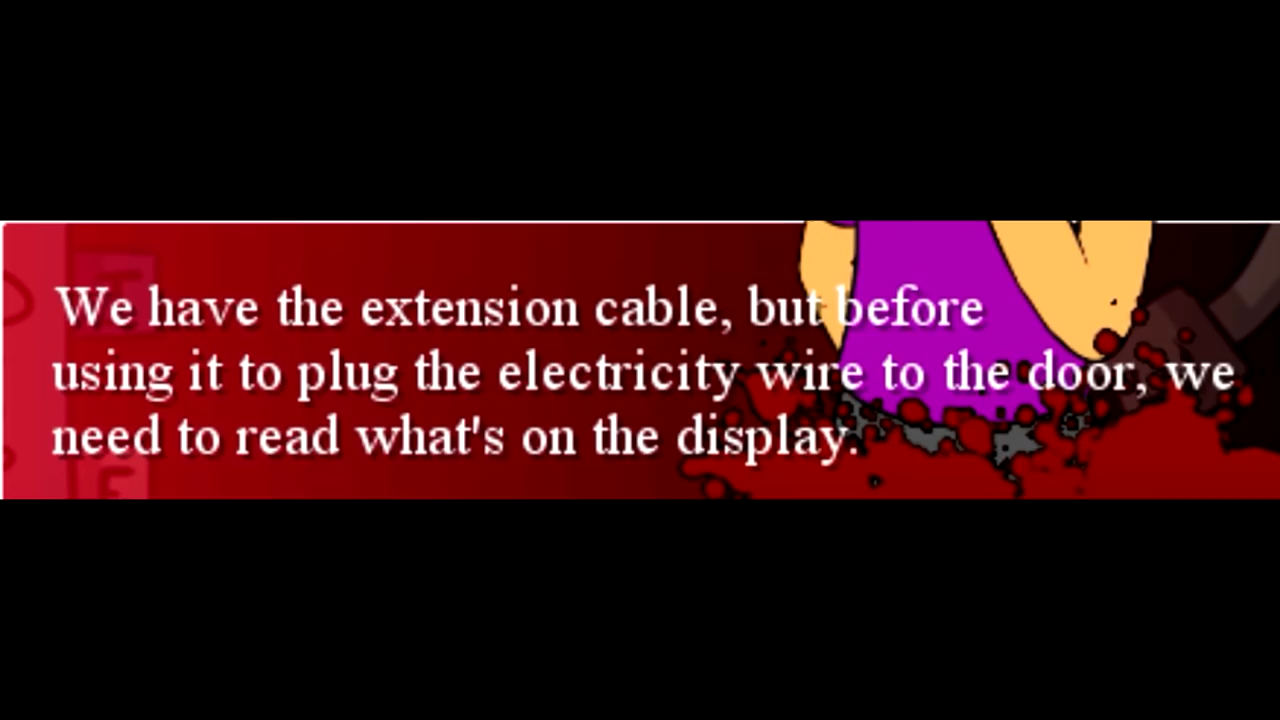 We have the extension cable, but before
using it to plug the electricity wire to the door, we
need to read what's on the display.